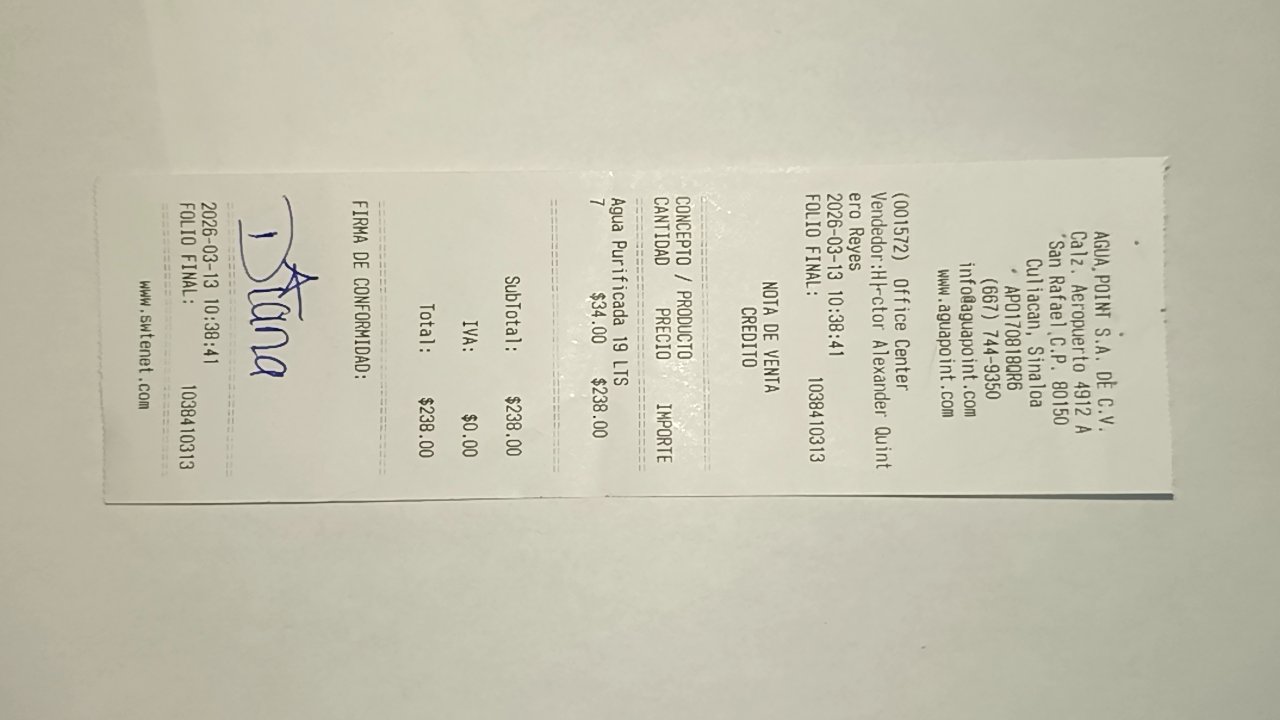 AGUA POINT S.A. DE C.V.
Calz. Aeropuerto 4912 A
San Rafael C.P. 80150
Culiacan, Sinaloa
APO170818QR6
(667) 744-9350
info@aguapoint.com
www.aguapoint.com
(001572) Office Center
Vendedor:H├ctor Alexander Quint
ero Reyes
2026-03-13 10:38:41
FOLIO FINAL: 1038410313
NOTA DE VENTA
CREDITO
CONCEPTO / PRODUCTO
CANTIDAD PRECIO IMPORTE
Agua Purificada 19 LTS
7 $34.00 $238.00
SubTotal: $238.00
IVA: $0.00
Total: $238.00
FIRMA DE CONFORMIDAD:
DIana
2026-03-13 10:38:41
FOLIO FINAL: 1038410313
www.swtenet.com